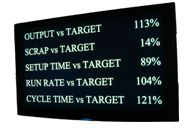 OUTPUT vs TARGET 113%
SCRAP vs TARGET 14%
SETUP TIME vs TARGET 89%
RUN RATE vs TARGET 104%
CYCLE TIME vs TARGET 121%